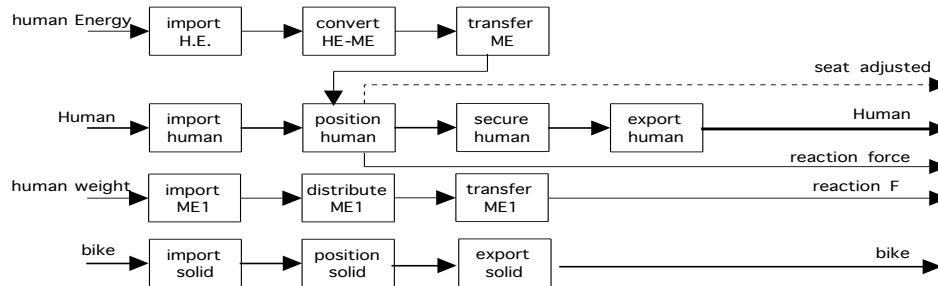 human Energy
import
H.E.
convert
HE-ME
transfer
ME
seat adjusted
Human
import
human
position
human
secure
human
export
human
Human
reaction force
human weight
import
ME1
distribute
ME1
transfer
ME1
reaction F
bike
import
solid
position
solid
export
solid
bike